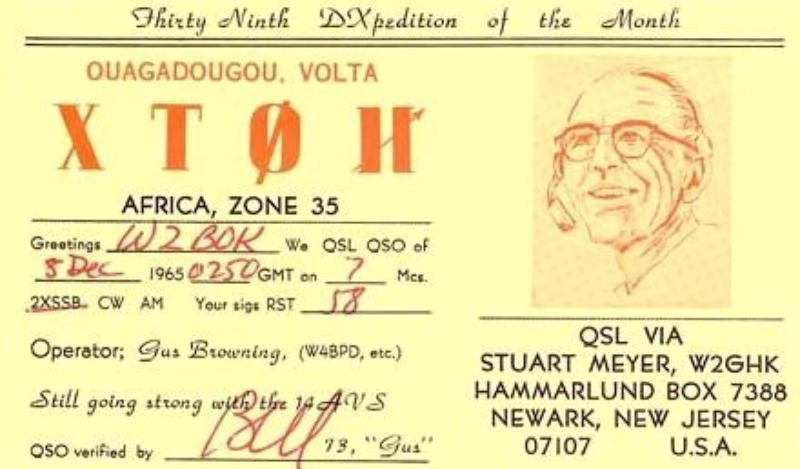 Thirty Ninth DXpedition of the Month
OUAGADOUGOU, VOLTA
XTØH
AFRICA, ZONE 35
Greetings W2BOK We QSL QSO of
8 Dec 1965 0250 GMT on 7 Mcs.
2XSSB CW AM Your sigs RST 58
Operator; Gus Browning, (W4BPD, etc.)
Still going strong with the 14 AVS
QSO verified by Bill 73, "Gus"
QSL VIA
STUART MEYER, W2GHK
HAMMARLUND BOX 7388
NEWARK, NEW JERSEY
07107 U.S.A.